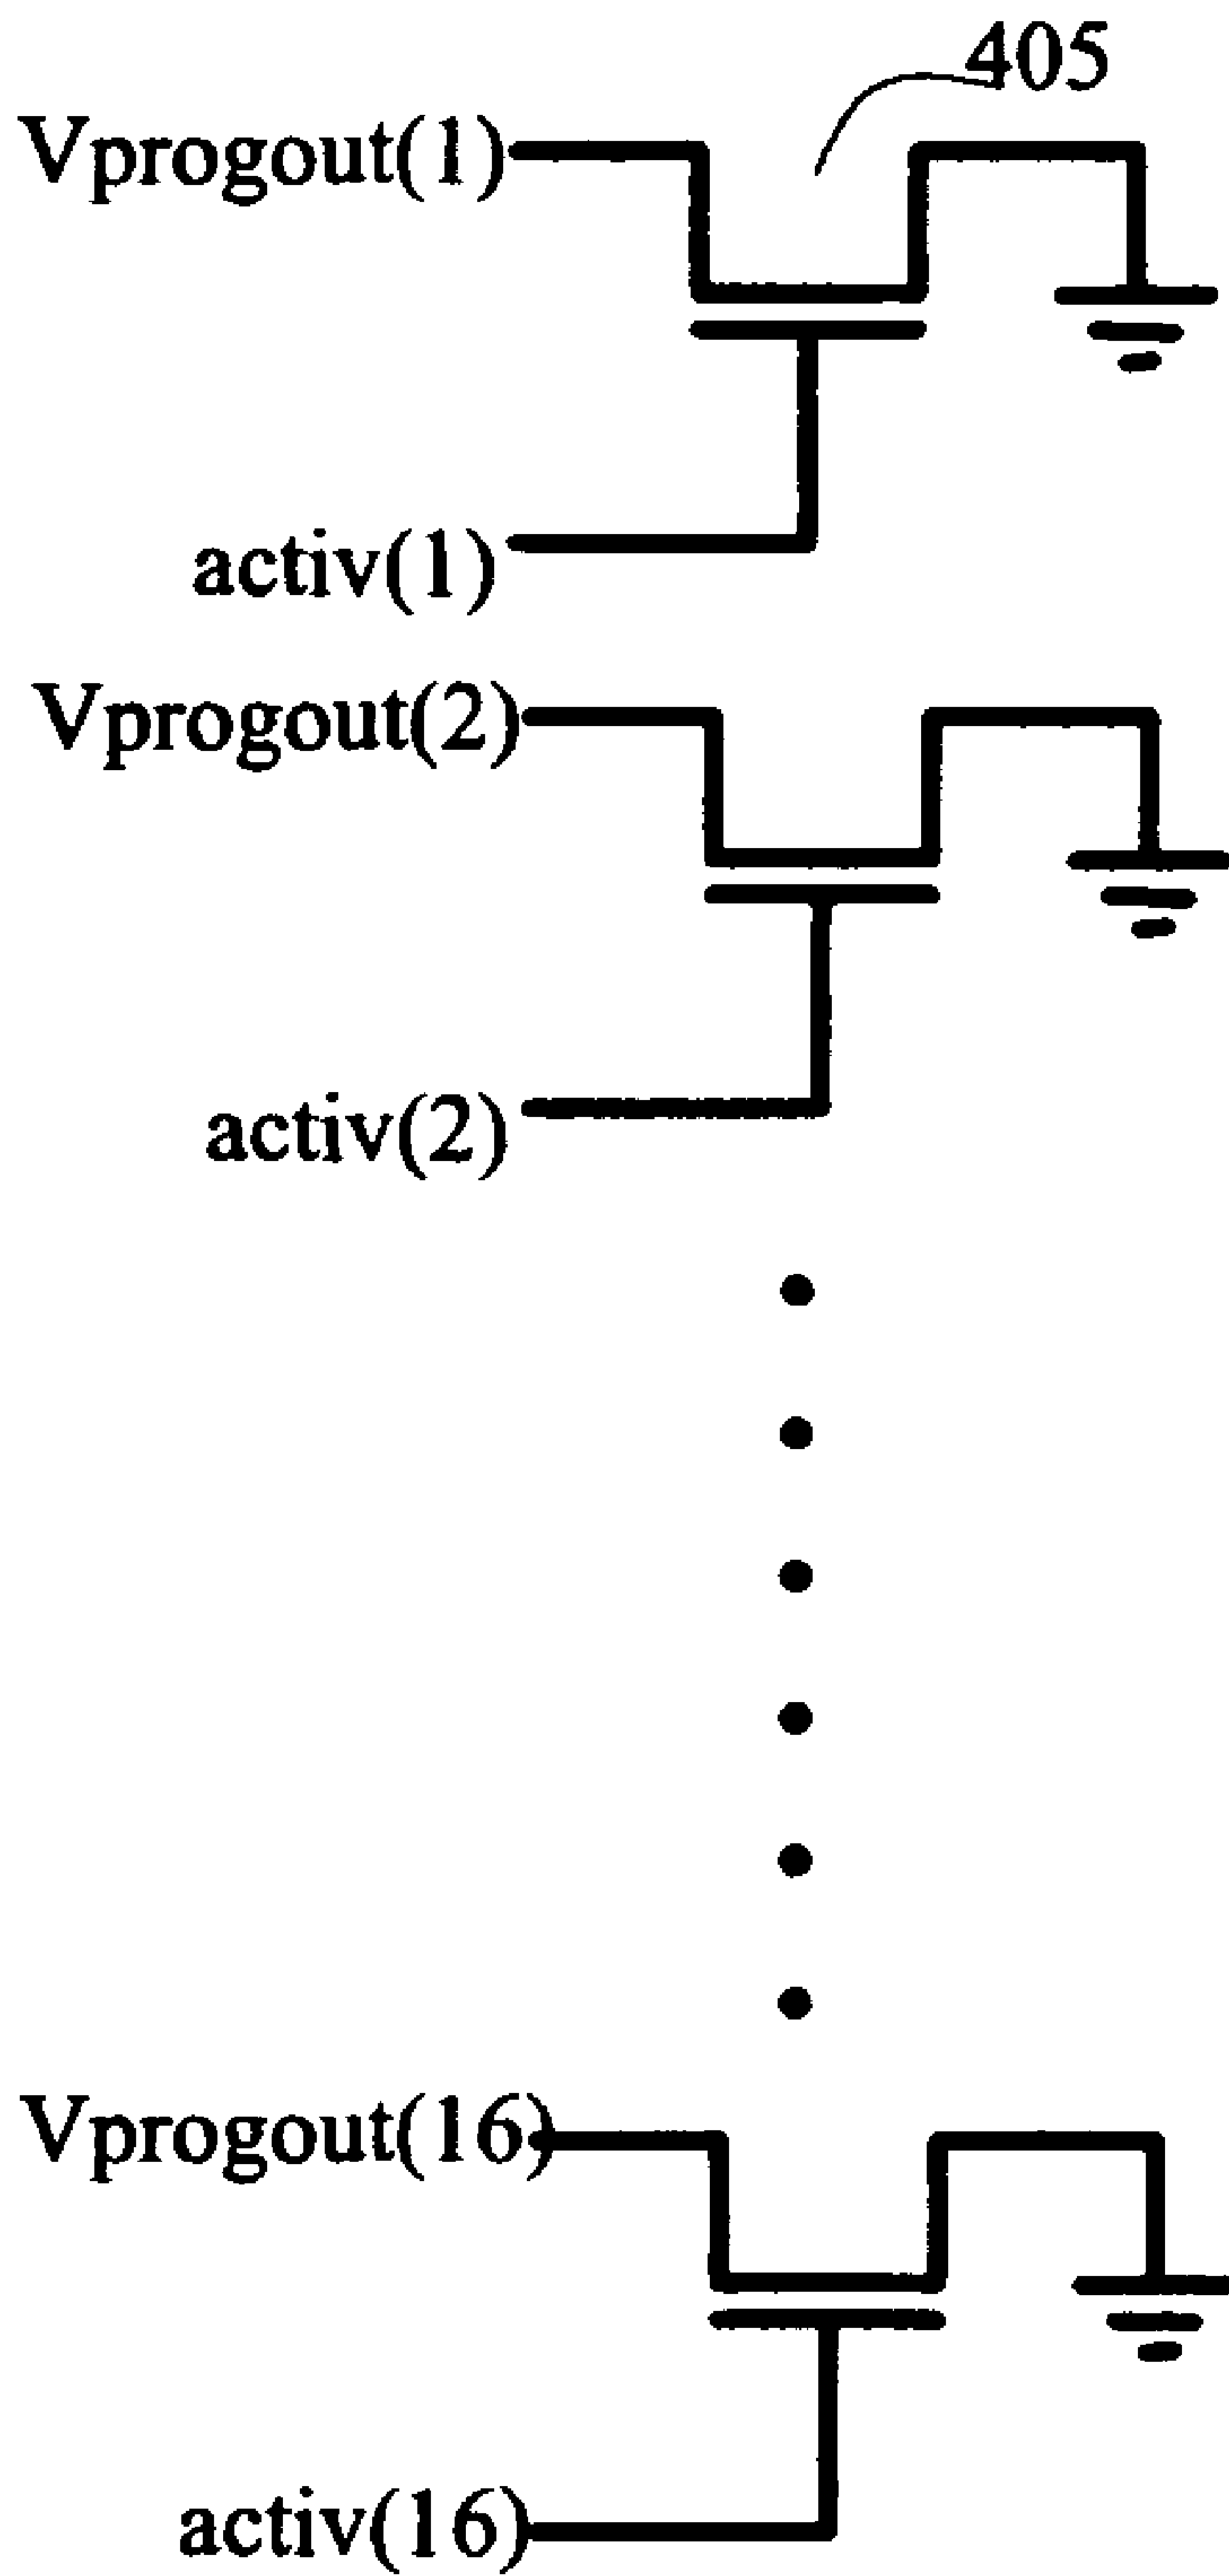 405
Vprogout(1)
activ(1)
Vprogout(2)
activ(2)
Vprogout(16)
activ(16)